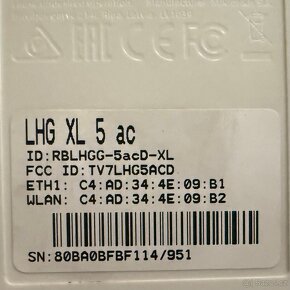 LHG XL 5 ac
ID:RBLHGG-5acD-XL
FCC ID:TV7LHG5ACD
ETH1: C4:AD:34:4E:09:B1
WLAN: C4:AD:34:4E:09:B2
SN:80BA0BFBF114/951